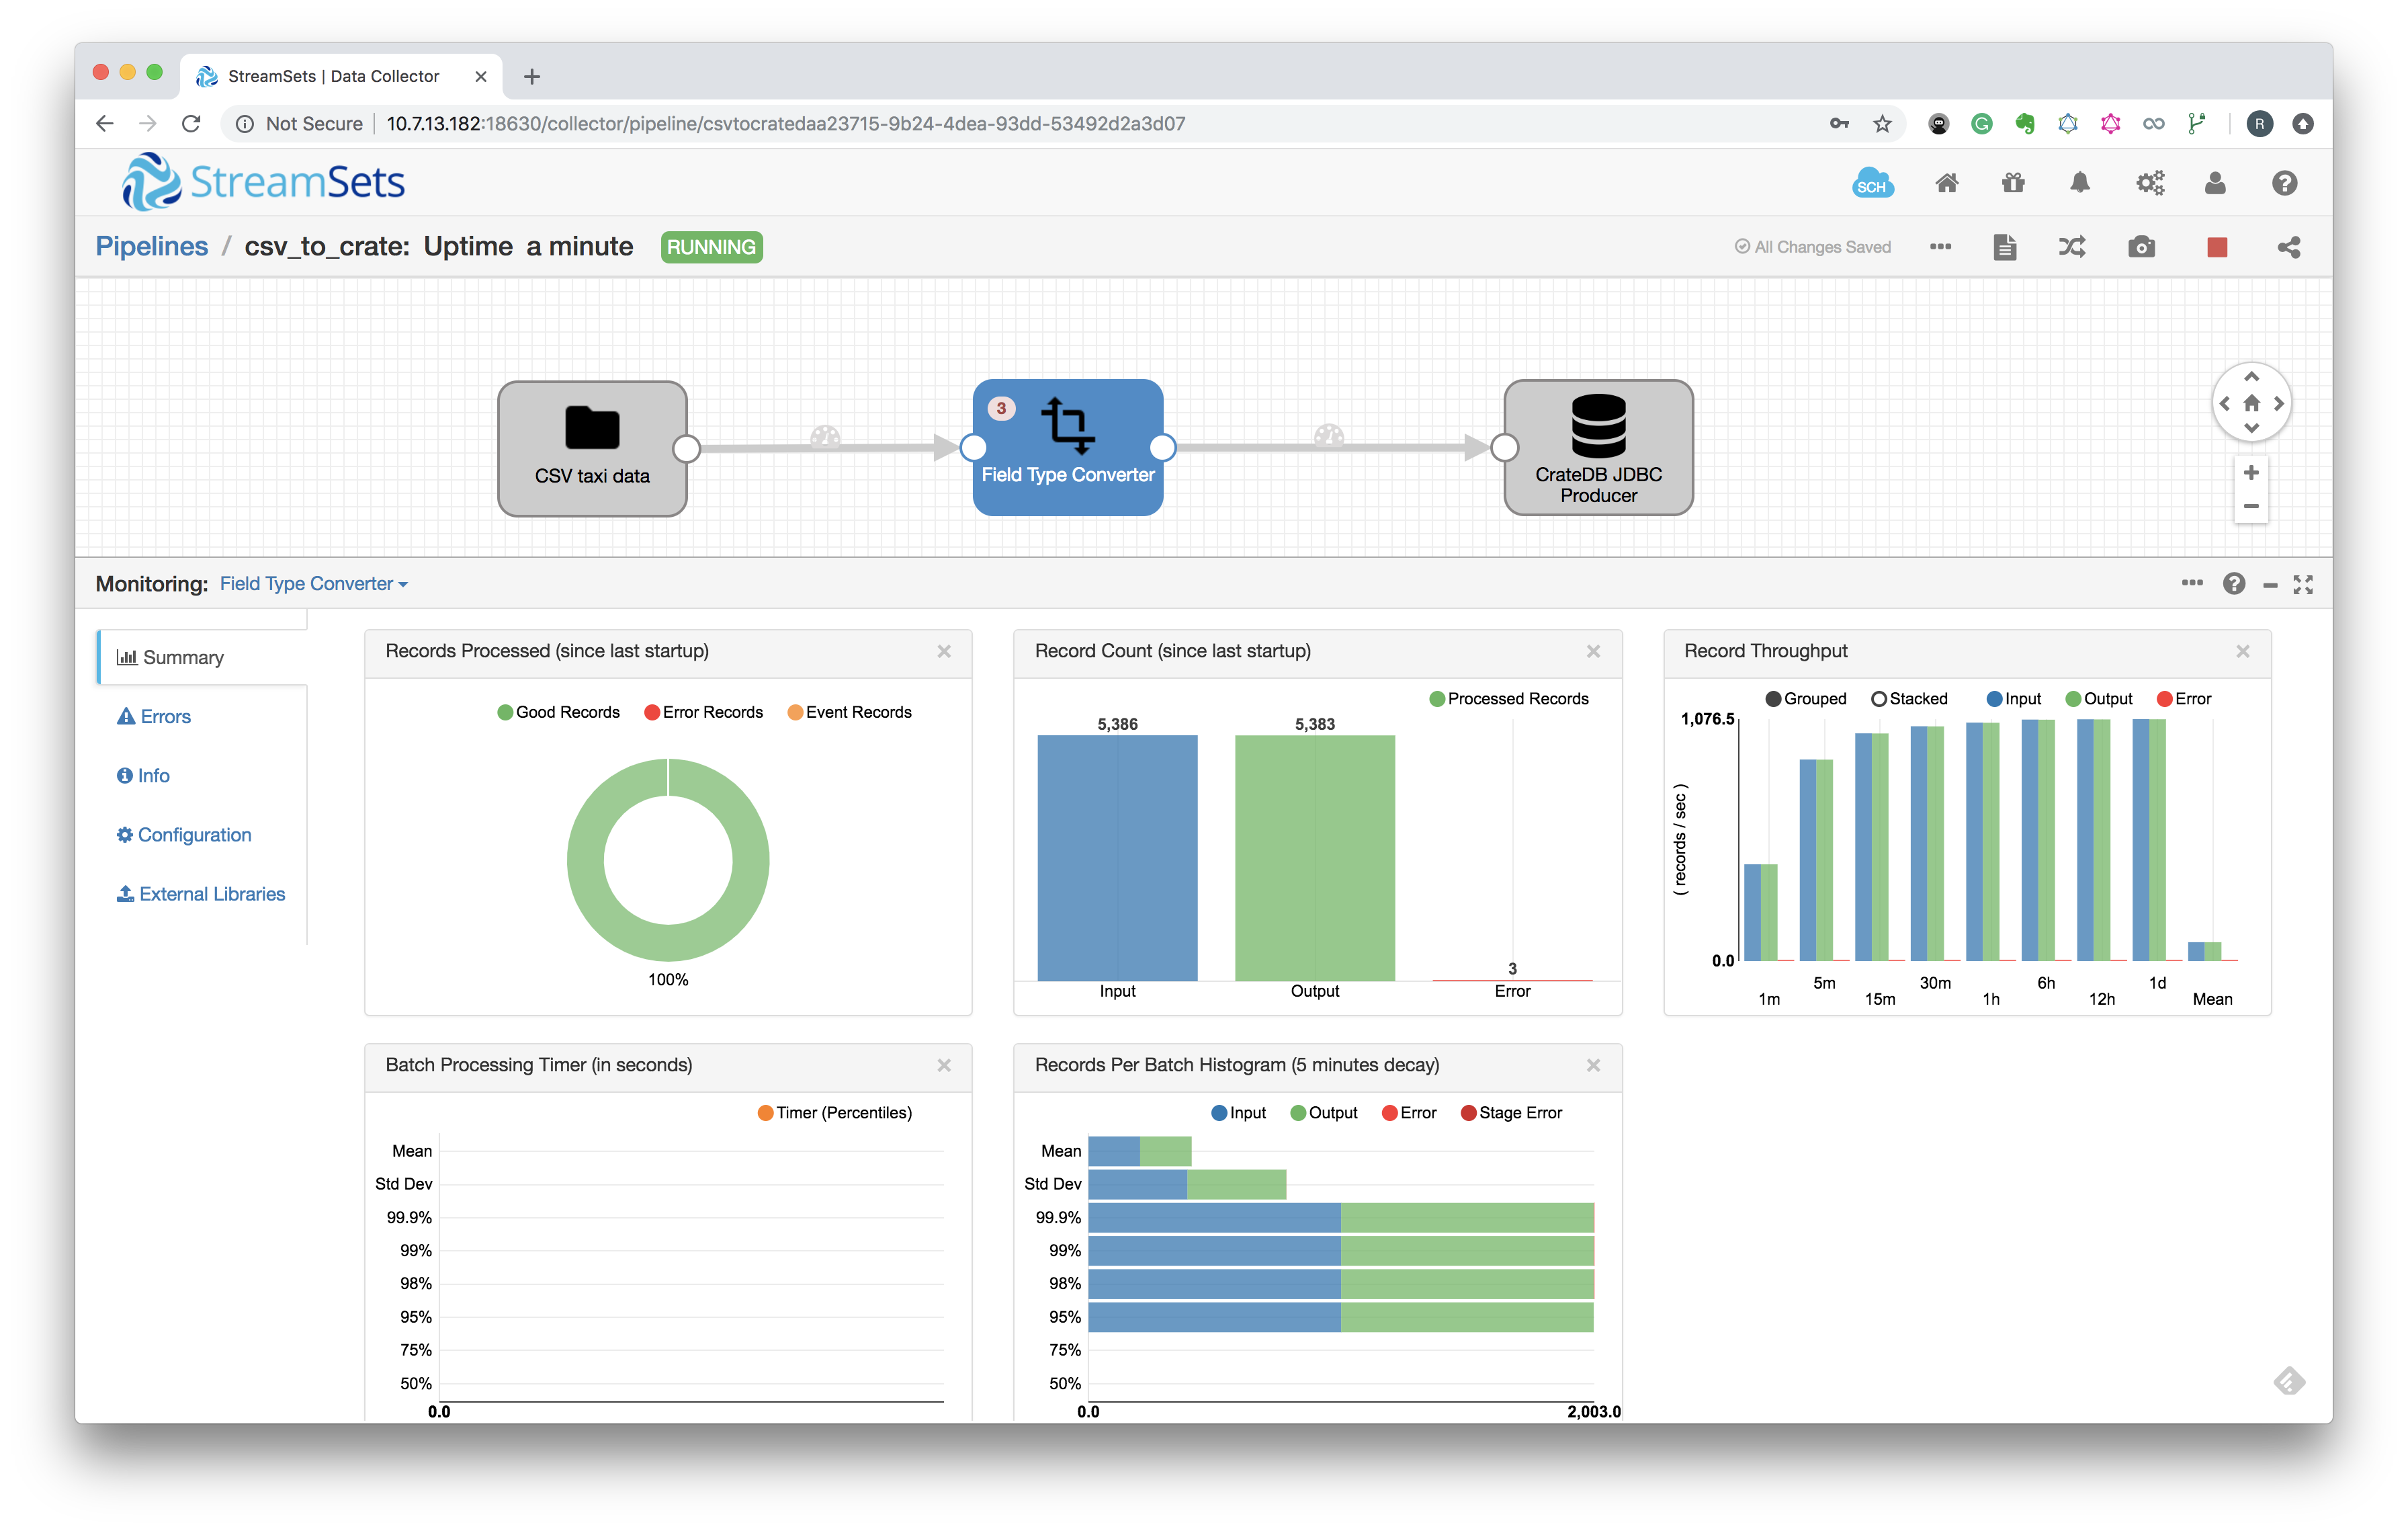 StreamSets | Data Collector
Not Secure | 10.7.13.182:18630/collector/pipeline/csvtocratedaa23715-9b24-4dea-93dd-53492d2a3d07
R
StreamSets
SCH
Pipelines / csv_to_crate: Uptime a minute RUNNING
All Changes Saved
3
CSV taxi data
Field Type Converter
CrateDB JDBC
Producer
Monitoring: Field Type Converter
Summary
Errors
Info
Configuration
External Libraries
Records Processed (since last startup)
Good Records Error Records Event Records
100%
Record Count (since last startup)
Processed Records
5,386 5,383 3
Input Output Error
Record Throughput
Grouped Stacked Input Output Error
1,076.5
( records / sec )
0.0
1m 5m 15m 30m 1h 6h 12h 1d Mean
Batch Processing Timer (in seconds)
Timer (Percentiles)
Mean
Std Dev
99.9%
99%
98%
95%
75%
50%
0.0
Records Per Batch Histogram (5 minutes decay)
Input Output Error Stage Error
Mean
Std Dev
99.9%
99%
98%
95%
75%
50%
0.0 2,003.0